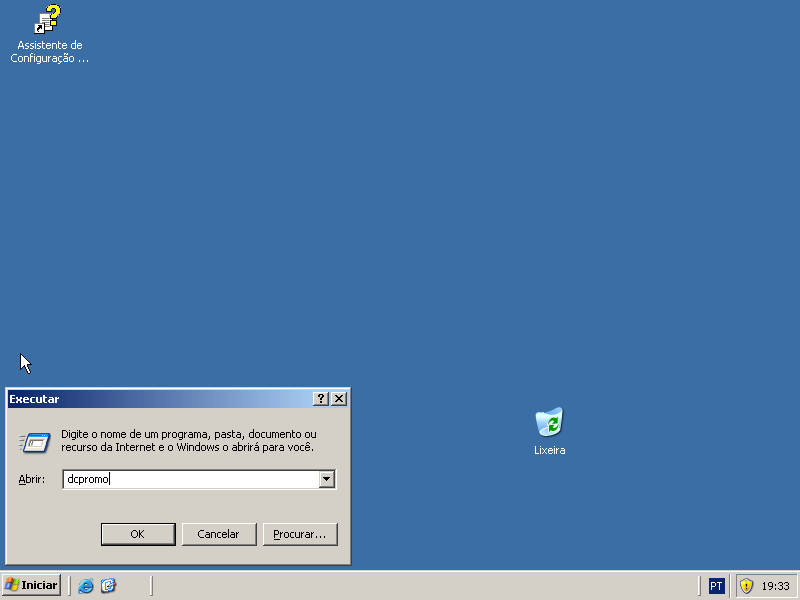 Assistente de
Configuração ...
Executar
Digite o nome de um programa, pasta, documento ou
recurso da Internet e o Windows o abrirá para você.
Abrir:
dcpromo
OK
Cancelar
Procurar...
Lixeira
Iniciar
PT
19:33